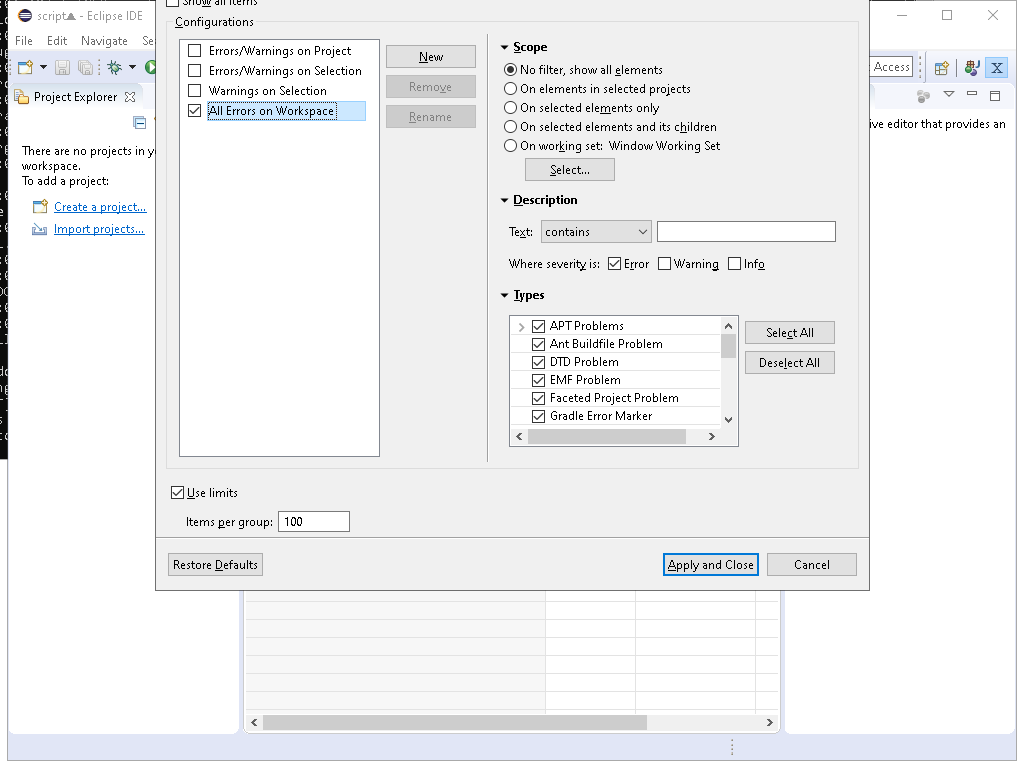 Show all items
script - Eclipse IDE
File Edit Navigate Se
Configurations
Errors/Warnings on Project
Errors/Warnings on Selection
Warnings on Selection
All Errors on Workspace
New
Remove
Rename
Scope
No filter, show all elements
On elements in selected projects
On selected elements only
On selected elements and its children
On working set: Window Working Set
Select...
Access
Project Explorer
ive editor that provides an
There are no projects in y
workspace.
To add a project:
Create a project...
Import projects...
Description
Text: contains
Where severity is: Error Warning Info
Types
APT Problems
Ant Buildfile Problem
DTD Problem
EMF Problem
Faceted Project Problem
Gradle Error Marker
Select All
Deselect All
Use limits
Items per group: 100
Restore Defaults
Apply and Close
Cancel